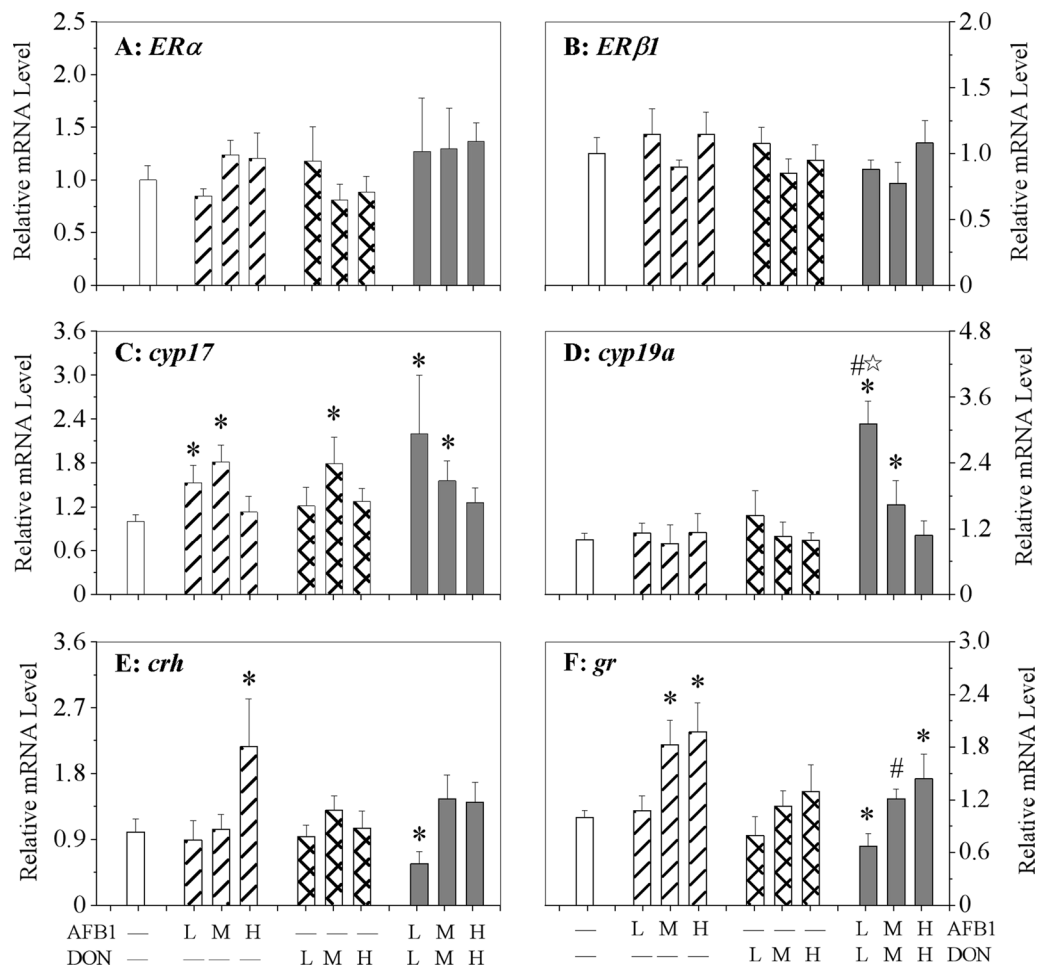 A: ERα
Relative mRNA Level
2.5
2.0
1.5
1.0
0.5
0
B: ERβ1
Relative mRNA Level
2.0
1.5
1.0
0.5
0
C: cyp17
Relative mRNA Level
3.6
3.0
2.4
1.8
1.2
0.6
0
* * * * *
D: cyp19a
Relative mRNA Level
4.8
3.6
2.4
1.2
0
#☆
* *
E: crh
Relative mRNA Level
3.6
2.7
1.8
0.9
0
* *
F: gr
Relative mRNA Level
3.0
2.4
1.8
1.2
0.6
0
* * * # *
AFB1 — L M H — — — L M H
DON — — — — L M H L M H
— L M H — — — L M H AFB1
— — — — L M H L M H DON